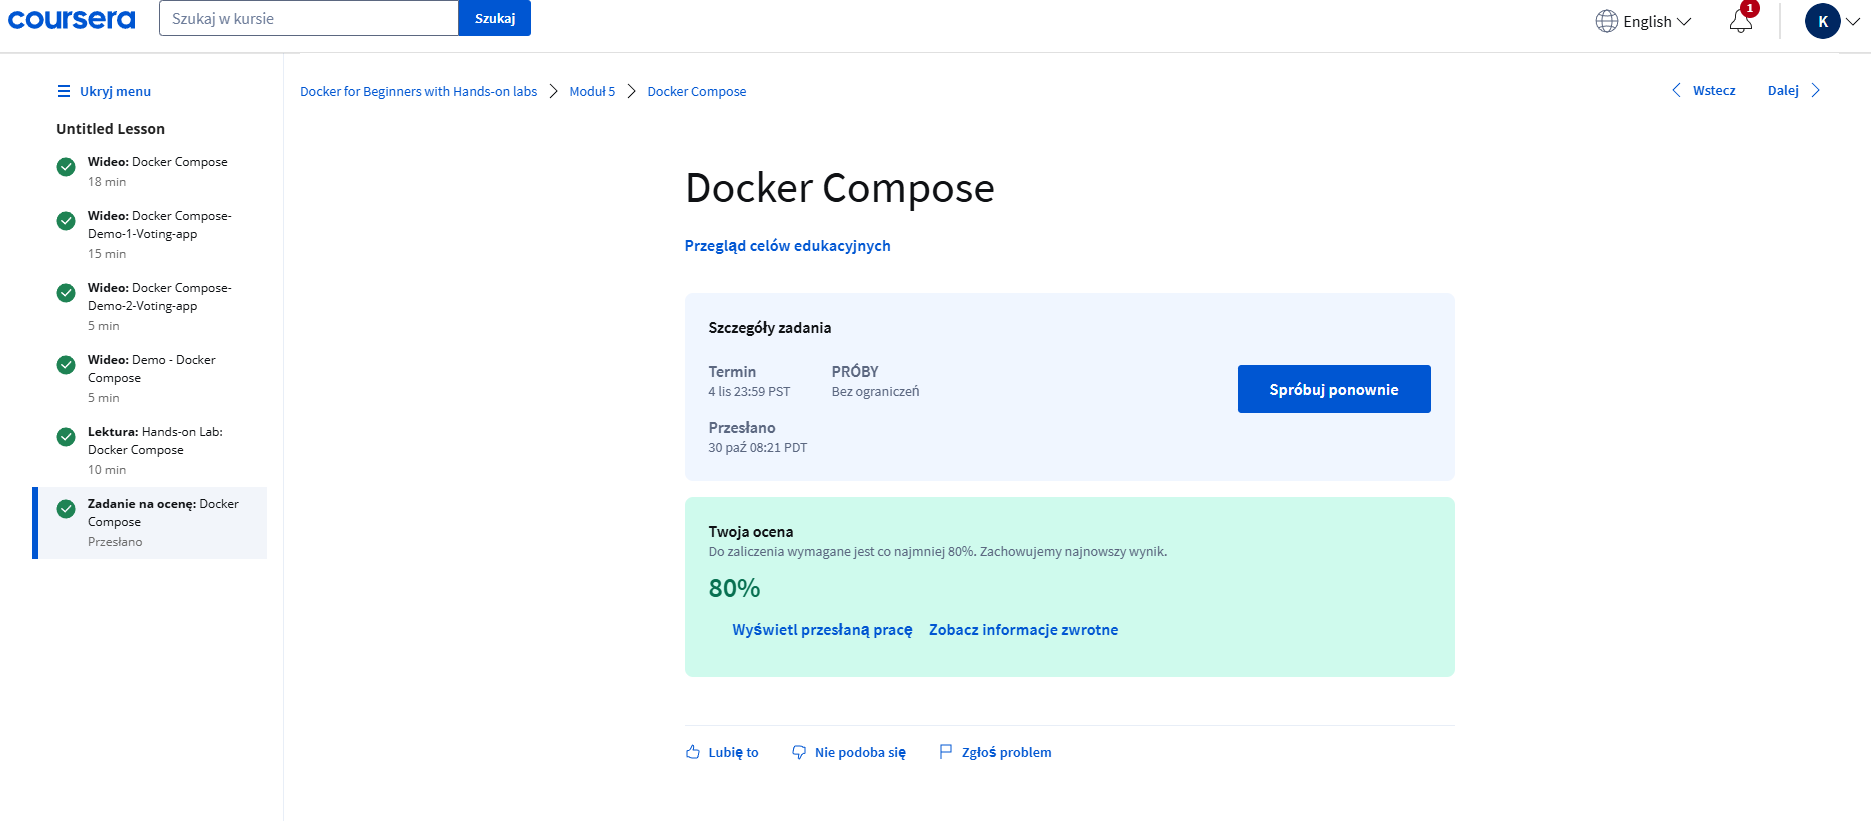 coursera
Szukaj w kursie
Szukaj
English
1
K
Ukryj menu
Docker for Beginners with Hands-on labs
Moduł 5
Docker Compose
Wstecz
Dalej
Untitled Lesson
Wideo: Docker Compose
18 min
Wideo: Docker Compose-
Demo-1-Voting-app
15 min
Wideo: Docker Compose-
Demo-2-Voting-app
5 min
Wideo: Demo - Docker
Compose
5 min
Lektura: Hands-on Lab:
Docker Compose
10 min
Zadanie na ocenę: Docker
Compose
Przesłano
Docker Compose
Przegląd celów edukacyjnych
Szczegóły zadania
Termin
4 lis 23:59 PST
PRÓBY
Bez ograniczeń
Spróbuj ponownie
Przesłano
30 paź 08:21 PDT
Twoja ocena
Do zaliczenia wymagane jest co najmniej 80%. Zachowujemy najnowszy wynik.
80%
Wyświetl przesłaną pracę
Zobacz informacje zwrotne
Lubię to
Nie podoba się
Zgłoś problem